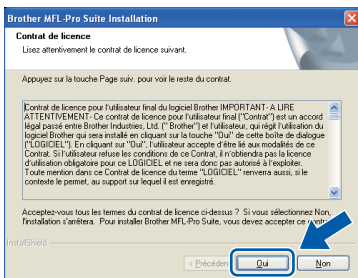 Brother MFL-Pro Suite Installation
Contrat de licence
Lisez attentivement le contrat de licence suivant.
Appuyez sur la touche Page suiv. pour voir le reste du contrat.
Contrat de licence pour l'utilisateur final du logiciel Brother IMPORTANT- A LIRE
ATTENTIVEMENT- Ce contrat de licence pour l'utilisateur final ("Contrat") est un accord
légal passé entre Brother Industries, Ltd. (" Brother") et l'utilisateur, qui régit l'utilisation du
logiciel Brother qui sera installé en cliquant sur la touche "Oui" de cette boîte de dialogue
("LOGICIEL"). En cliquant sur "Oui", l'utilisateur accepte d'être lié aux modalités de ce
Contrat. Si l'utilisateur refuse les conditions de ce Contrat, il n'obtiendra pas la licence
d'utilisation obligatoire pour ce LOGICIEL et ne sera donc pas autorisé à l'exploiter.
Toute mention dans ce Contrat de licence du terme "LOGICIEL" renverra aussi, si le
contexte le permet, au support sur lequel il est enregistré.
Acceptez-vous tous les termes du contrat de licence ci-dessus ? Si vous sélectionnez Non,
l'installation s'arrêtera. Pour installer Brother MFL-Pro Suite, vous devez accepter ce
InstallShield
< Précéden
Oui
Non